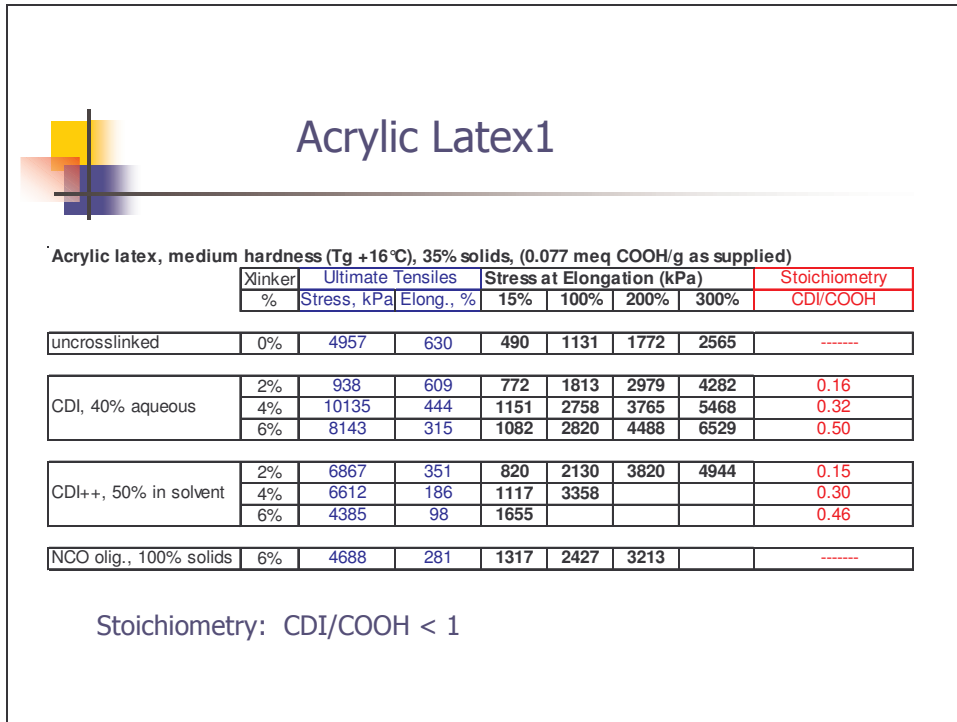 Acrylic Latex1
Acrylic latex, medium hardness (Tg +16°C), 35% solids, (0.077 meq COOH/g as supplied)
Xlinker Ultimate Tensiles Stress at Elongation (kPa) Stoichiometry
% Stress, kPa Elong., % 15% 100% 200% 300% CDI/COOH
uncrosslinked 0% 4957 630 490 1131 1772 2565 -------
2% 938 609 772 1813 2979 4282 0.16
CDI, 40% aqueous 4% 10135 444 1151 2758 3765 5468 0.32
6% 8143 315 1082 2820 4488 6529 0.50
2% 6867 351 820 2130 3820 4944 0.15
CDI++, 50% in solvent 4% 6612 186 1117 3358 0.30
6% 4385 98 1655 0.46
NCO olig., 100% solids 6% 4688 281 1317 2427 3213 -------
Stoichiometry: CDI/COOH < 1